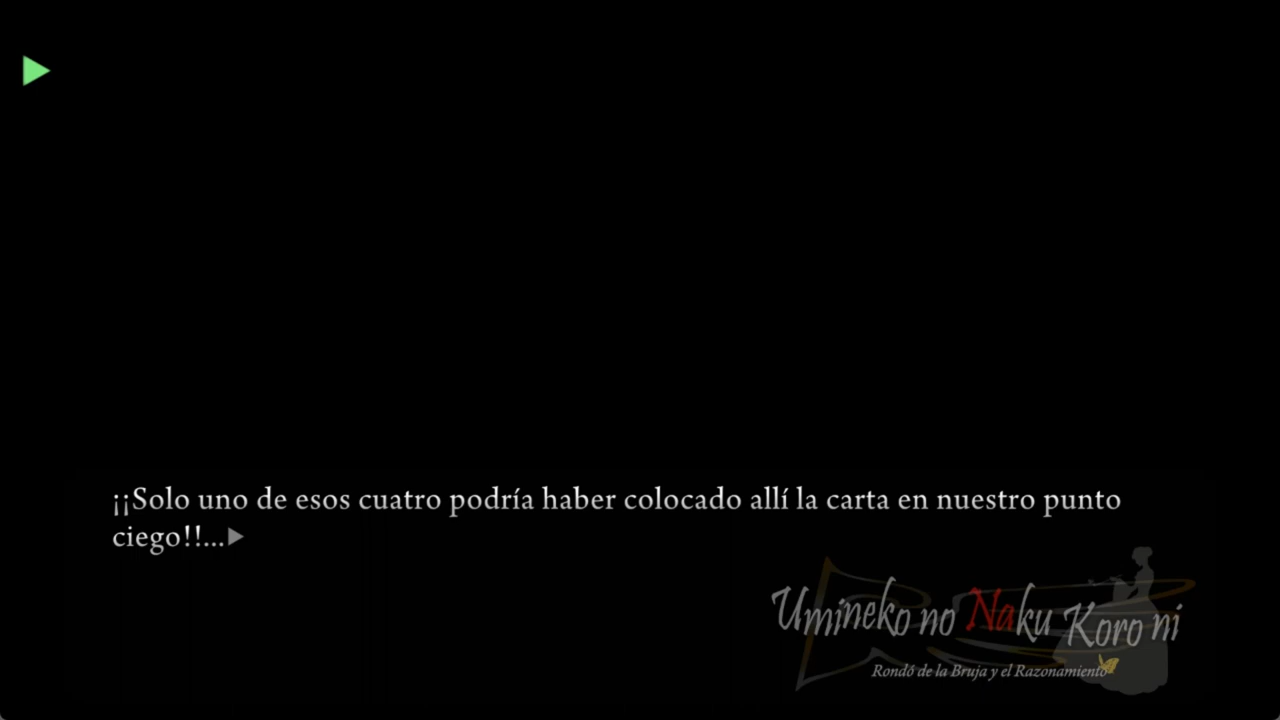 ¡¡Solo uno de esos cuatro podría haber colocado allí la carta en nuestro punto
ciego!!...
Umineko no Naku Koro ni
Rondó de la Bruja y el Razonamiento